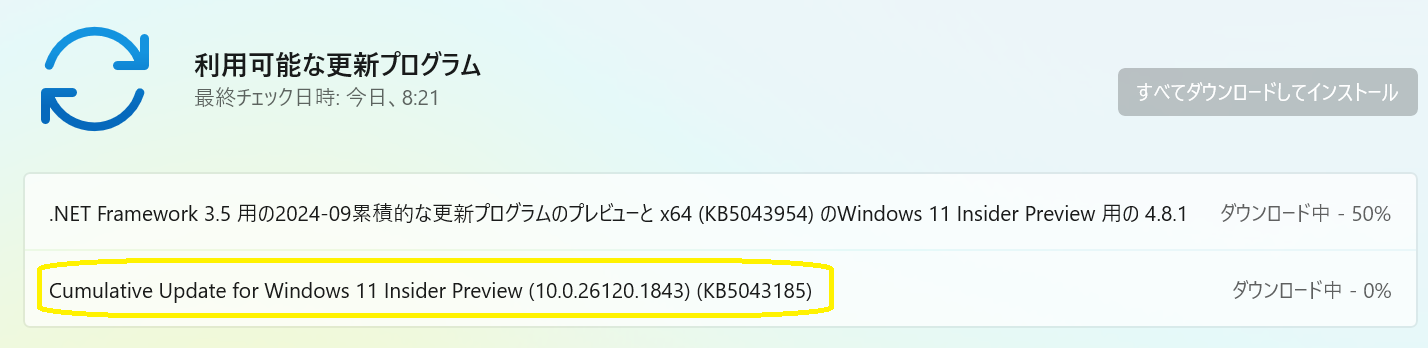 利用可能な更新プログラム
最終チェック日時: 今日、8:21
すべてダウンロードしてインストール
.NET Framework 3.5 用の2024-09累積的な更新プログラムのプレビューと x64 (KB5043954) のWindows 11 Insider Preview 用の 4.8.1 ダウンロード中 - 50%
Cumulative Update for Windows 11 Insider Preview (10.0.26120.1843) (KB5043185) ダウンロード中 - 0%